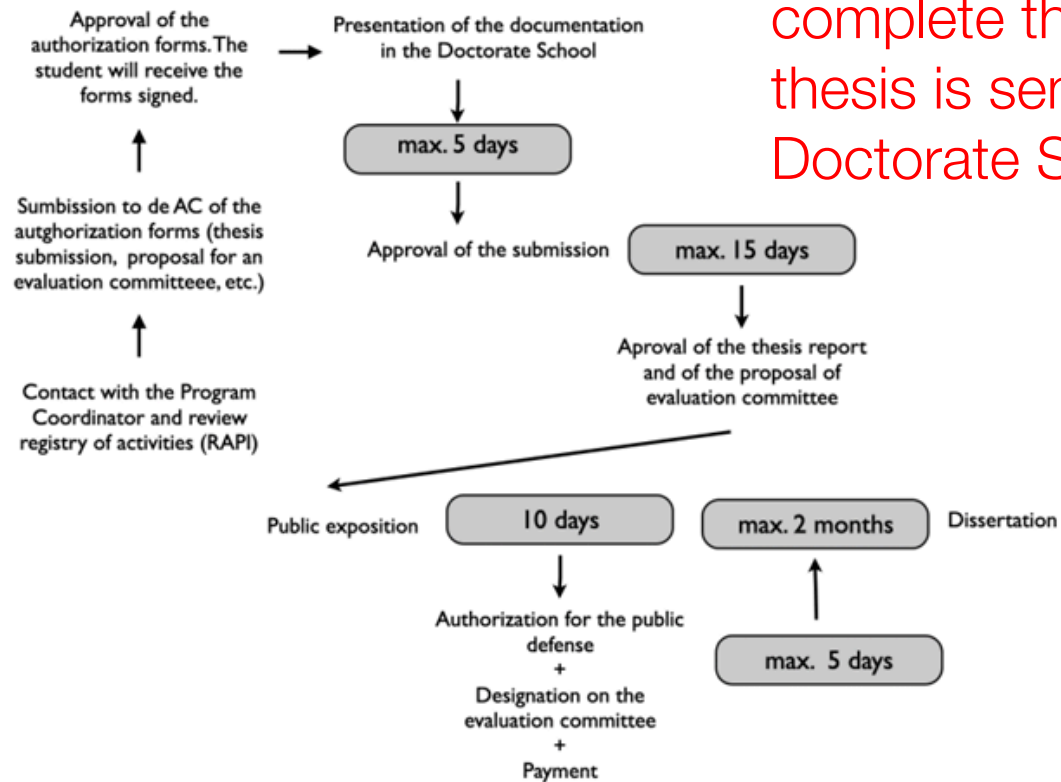 Approval of the
authorization forms. The
student will receive the
forms signed.
Presentation of the documentation
in the Doctorate School
complete th
thesis is ser
Doctorate S
max. 5 days
Sumbission to de AC of the
autghorization forms (thesis
submission, proposal for an
evaluation committeee, etc.)
Approval of the submission
max. 15 days
Aproval of the thesis report
and of the proposal of
evaluation committee
Contact with the Program
Coordinator and review
registry of activities (RAPI)
Public exposition
10 days
max. 2 months
Dissertation
Authorization for the public
defense
+
Designation on the
evaluation committee
+
Payment
max. 5 days